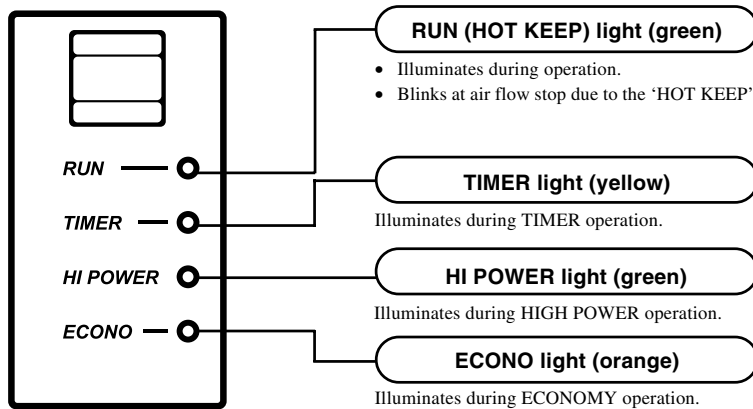 RUN (HOT KEEP) light (green)
• Illuminates during operation.
• Blinks at air flow stop due to the ‘HOT KEEP’
RUN
TIMER light (yellow)
TIMER
Illuminates during TIMER operation.
HI POWER
HI POWER light (green)
Illuminates during HIGH POWER operation.
ECONO
ECONO light (orange)
Illuminates during ECONOMY operation.